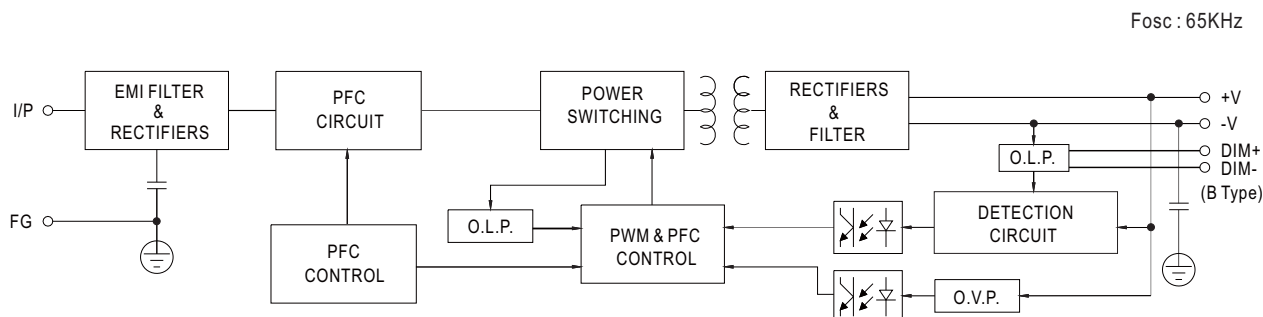 Fosc : 65KHz
I/P
EMI FILTER
&
RECTIFIERS
PFC
CIRCUIT
POWER
SWITCHING
RECTIFIERS
&
FILTER
+V
-V
DIM+
DIM-
(B Type)
O.L.P.
FG
O.L.P.
PFC
CONTROL
PWM & PFC
CONTROL
DETECTION
CIRCUIT
O.V.P.